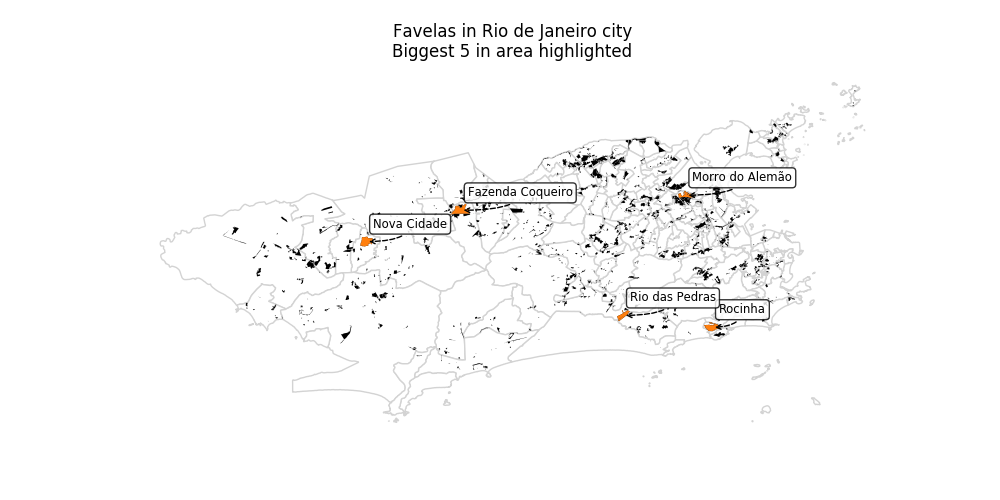 Favelas in Rio de Janeiro city
Biggest 5 in area highlighted
Morro do Alemão
Fazenda Coqueiro
Nova Cidade
Rio das Pedras
Rocinha